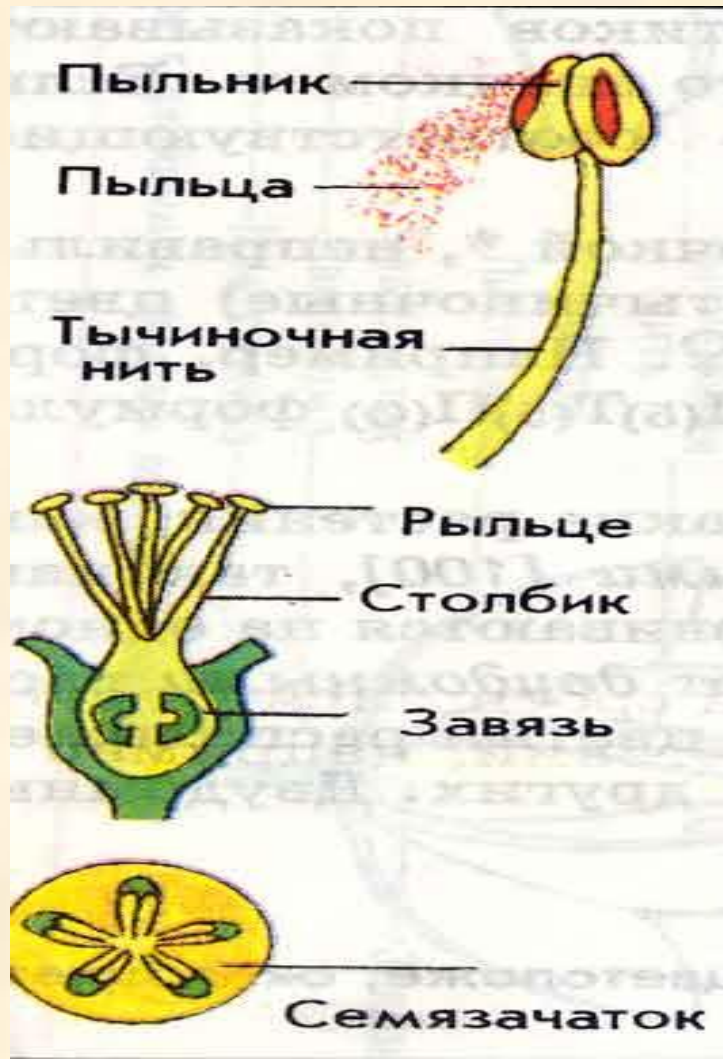 Пыльник
Пыльца
Тычиночная
нить
Рыльце
Столбик
Завязь
Семязачаток